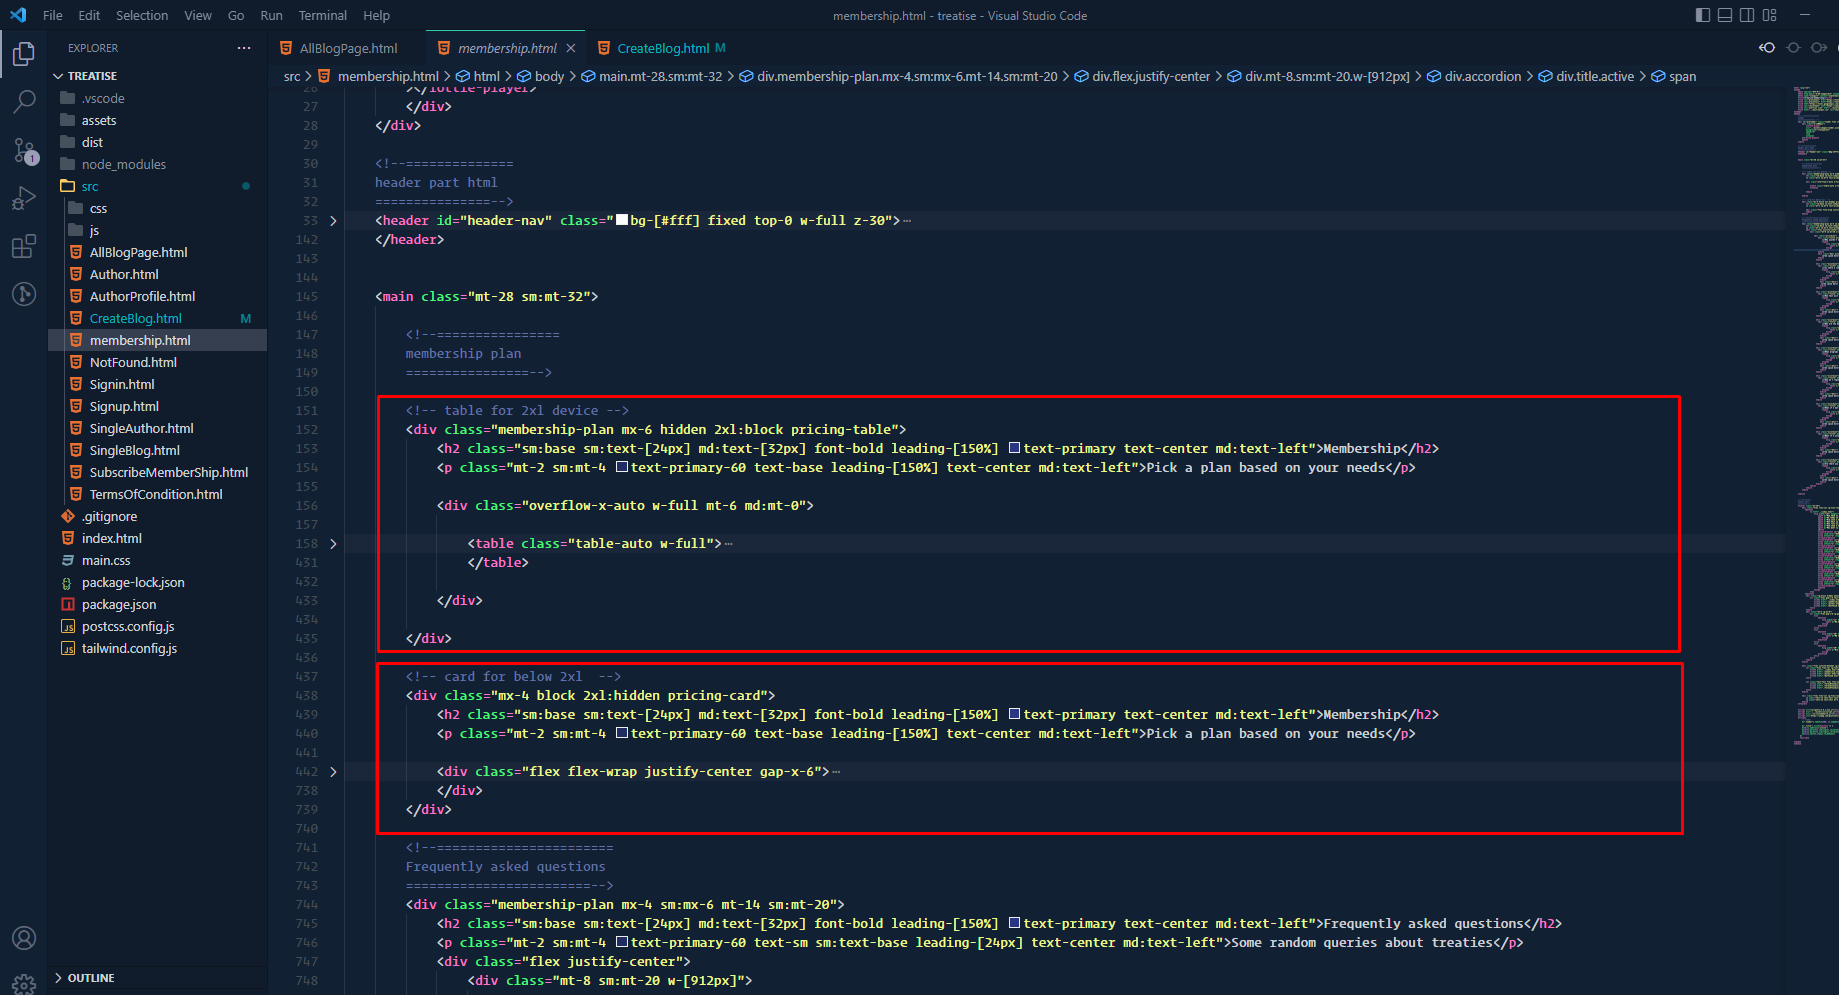 File Edit Selection View Go Run Terminal Help
membership.html - treatise - Visual Studio Code
EXPLORER ···
TREATISE
.vscode
assets
dist
node_modules
src
css
js
AllBlogPage.html
Author.html
AuthorProfile.html
CreateBlog.html M
membership.html
NotFound.html
Signin.html
Signup.html
SingleAuthor.html
SingleBlog.html
SubscribeMemberShip.html
TermsOfCondition.html
.gitignore
index.html
main.css
package-lock.json
package.json
postcss.config.js
tailwind.config.js
OUTLINE
1
AllBlogPage.html membership.html CreateBlog.html M
src > membership.html > html > body > main.mt-28.sm:mt-32 > div.membership-plan.mx-4.sm:mx-6.mt-14.sm:mt-20 > div.flex.justify-center > div.mt-8.sm:mt-20.w-[912px] > div.accordion > div.title.active > span
26 ></lottie-player>
27 </div>
28 </div>
29
30 <!--==============
31 header part html
32 ===============-->
33 <header id="header-nav" class="bg-[#fff] fixed top-0 w-full z-30">···
142 </header>
143
144
145 <main class="mt-28 sm:mt-32">
146
147 <!--================
148 membership plan
149 ================-->
150
151 <!-- table for 2xl device -->
152 <div class="membership-plan mx-6 hidden 2xl:block pricing-table">
153 <h2 class="sm:base sm:text-[24px] md:text-[32px] font-bold leading-[150%] text-primary text-center md:text-left">Membership</h2>
154 <p class="mt-2 sm:mt-4 text-primary-60 text-base leading-[150%] text-center md:text-left">Pick a plan based on your needs</p>
155
156 <div class="overflow-x-auto w-full mt-6 md:mt-0">
157
158 <table class="table-auto w-full">···
431 </table>
432
433 </div>
434
435 </div>
436
437 <!-- card for below 2xl  -->
438 <div class="mx-4 block 2xl:hidden pricing-card">
439 <h2 class="sm:base sm:text-[24px] md:text-[32px] font-bold leading-[150%] text-primary text-center md:text-left">Membership</h2>
440 <p class="mt-2 sm:mt-4 text-primary-60 text-base leading-[150%] text-center md:text-left">Pick a plan based on your needs</p>
441
442 <div class="flex flex-wrap justify-center gap-x-6">···
738 </div>
739 </div>
740
741 <!--=======================
742 Frequently asked questions
743 ========================-->
744 <div class="membership-plan mx-4 sm:mx-6 mt-14 sm:mt-20">
745 <h2 class="sm:base sm:text-[24px] md:text-[32px] font-bold leading-[150%] text-primary text-center md:text-left">Frequently asked questions</h2>
746 <p class="mt-2 sm:mt-4 text-primary-60 text-sm sm:text-base leading-[24px] text-center md:text-left">Some random queries about treaties</p>
747 <div class="flex justify-center">
748 <div class="mt-8 sm:mt-20 w-[912px]">